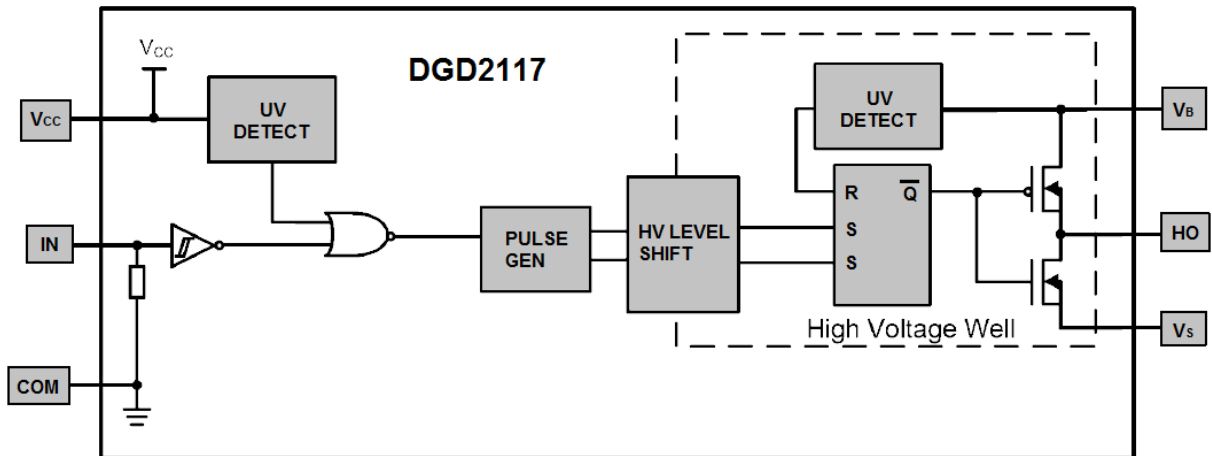 V_CC
DGD2117
UV
DETECT
UV
DETECT
Vcc
VB
R
Q̅
IN
PULSE
GEN
HV LEVEL
SHIFT
S
S
HO
High Voltage Well
VS
COM